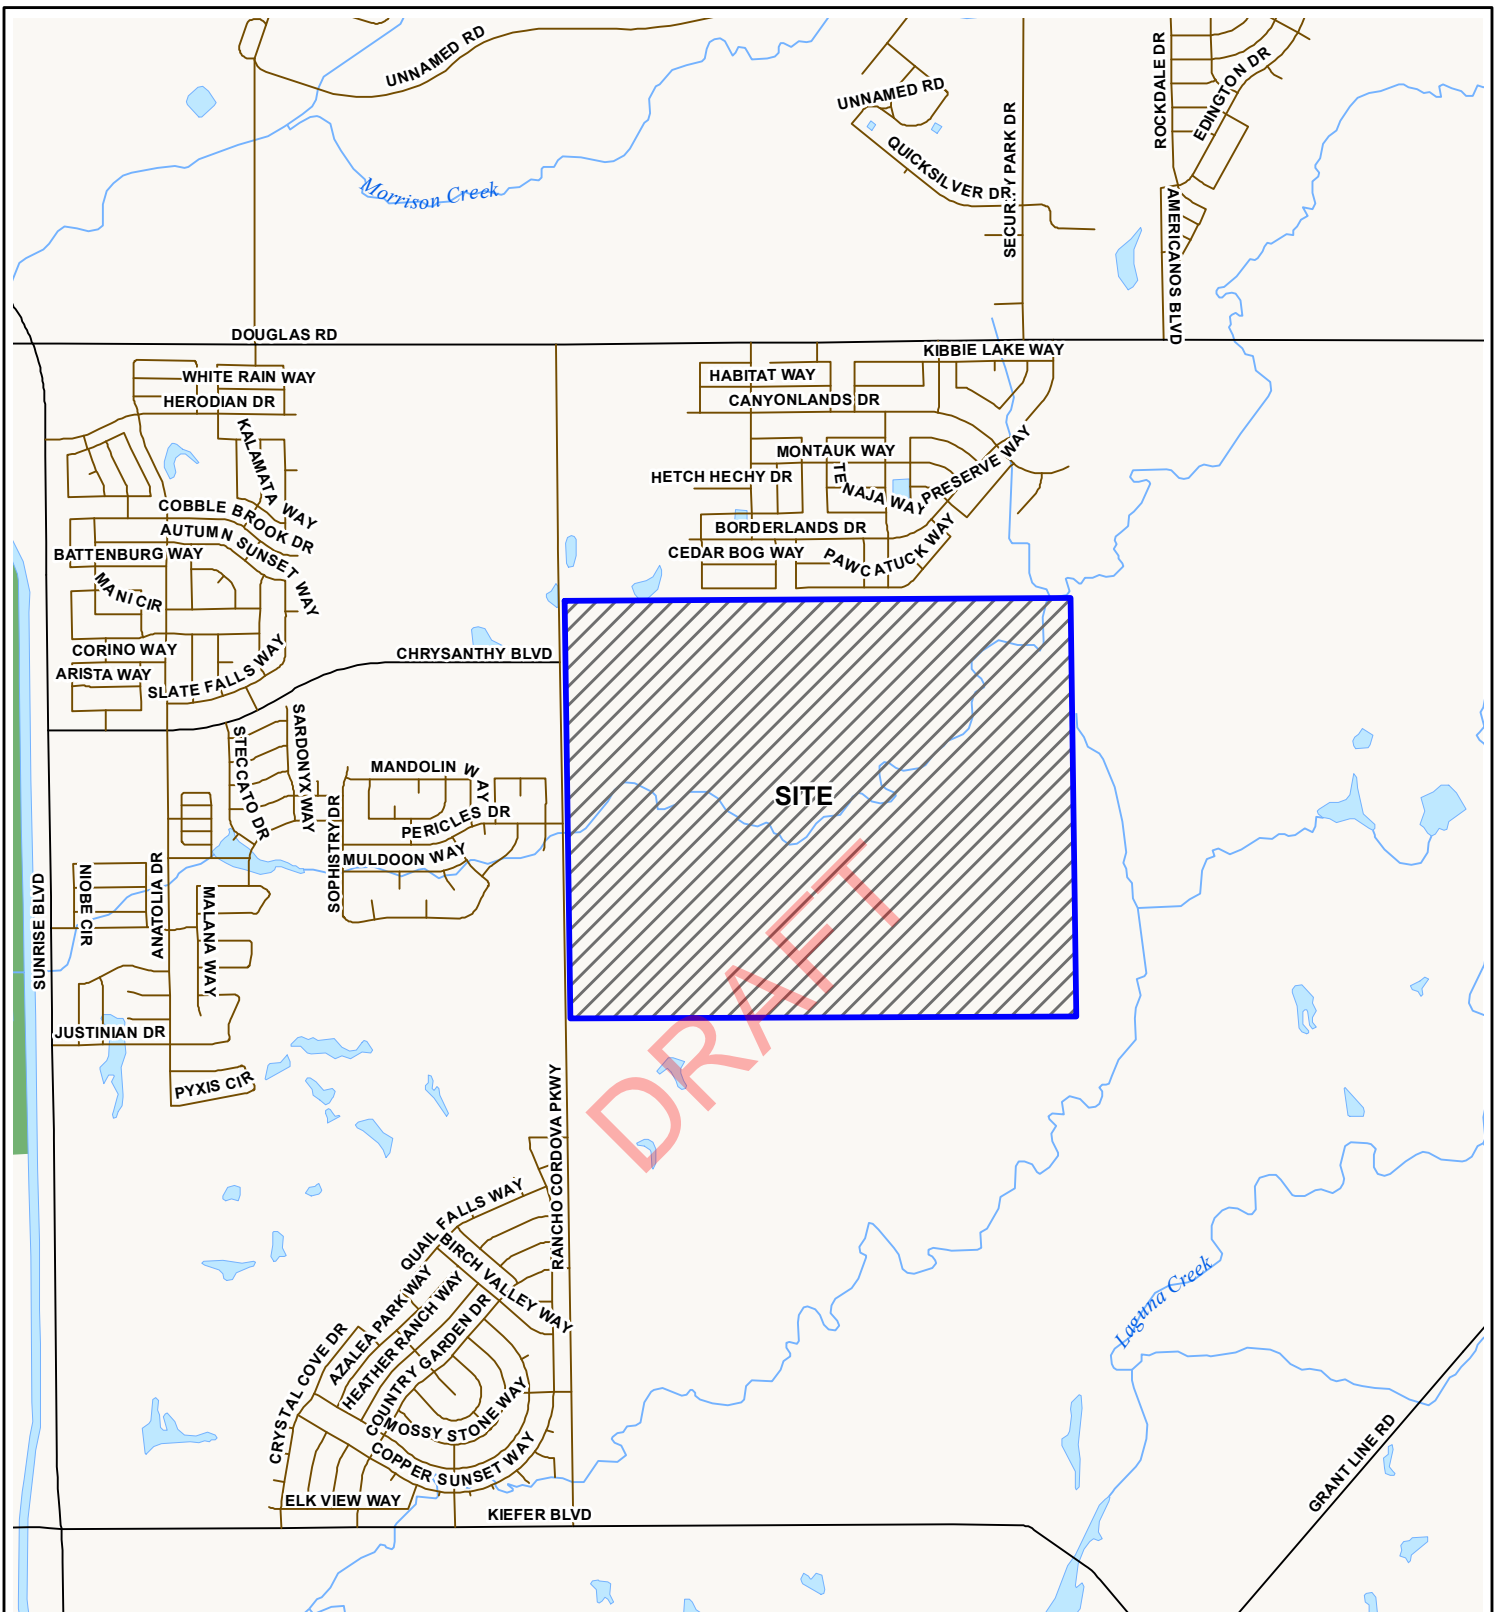 UNNAMED RD
Morrison Creek
UNNAMED RD
QUICKSILVER DR
SECURITY PARK DR
ROCKDALE DR
EDINGTON DR
AMERICANOS BLVD
DOUGLAS RD
KIBBIE LAKE WAY
WHITE RAIN WAY
HERODIAN DR
KALAMATA WAY
HABITAT WAY
CANYONLANDS DR
MONTAUK WAY
HETCH HECHY DR
TENAJA WAY
PRESERVE WAY
BORDERLANDS DR
CEDAR BOG WAY
PAWCATUCK WAY
COBBLE BROOK DR
AUTUMN SUNSET WAY
BATTENBURG WAY
MANI CIR
CORINO WAY
ARISTA WAY
SLATE FALLS WAY
CHRYSANTHY BLVD
STECCATO DR
SARDONYX WAY
MANDOLIN WAY
PERICLES DR
MULDOON WAY
SOPHISTRY DR
SITE
SUNRISE BLVD
NIOBE CIR
ANATOLIA DR
MALANA WAY
JUSTINIAN DR
PYXIS CIR
DRAFT
RANCHO CORDOVA PKWY
QUAIL FALLS WAY
BIRCH VALLEY WAY
AZALEA PARK WAY
HEATHER RANCH WAY
COUNTRY GARDEN DR
CRYSTAL COVE DR
MOSSY STONE WAY
COPPER SUNSET WAY
ELK VIEW WAY
KIEFER BLVD
Laguna Creek
GRANT LINE RD